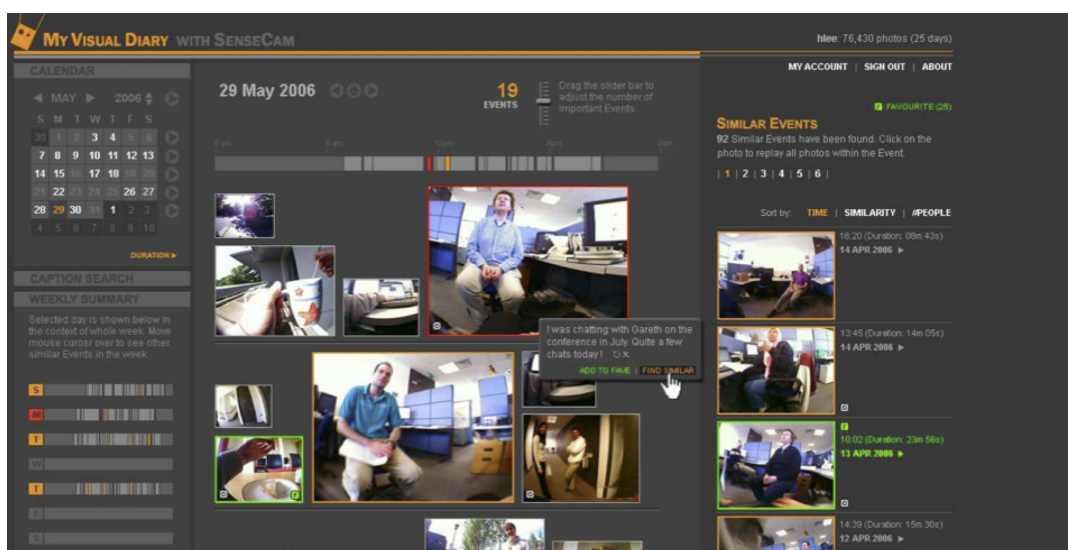 MY VISUAL DIARY WITH SENSECAM
hlee: 76,430 photos (25 days)
MY ACCOUNT | SIGN OUT | ABOUT
CALENDAR
MAY 2006
S M T W T F S
30 1 2 3 4 5 6
7 8 9 10 11 12 13
14 15 16 17 18 19 20
21 22 23 24 25 26 27
28 29 30 31 1 2 3
4 5 6 7 8 9 10
DURATION
CAPTION SEARCH
WEEKLY SUMMARY
Selected day is shown below in
the context of whole week. Move
mouse curosr over to see other
similar Events in the week
S
T
W
T
F
S
29 May 2006
19
EVENTS
Drag the slider bar to
adjust the number of
Important Events
12pm
6pm
I was chatting with Gareth on the
conference in July. Quite a few
chats today!
ADD TO FAVE | FIND SIMILAR
F FAVOURITE (25)
SIMILAR EVENTS
92 Similar Events have been found. Click on the
photo to replay all photos within the Event.
| 1 | 2 | 3 | 4 | 5 | 6 |
Sort by: TIME | SIMILARITY | #PEOPLE
16:20 (Duration: 08m 43s)
14 APR 2006
13:45 (Duration: 14m 05s)
14 APR 2006
F
10:02 (Duration: 23m 56s)
13 APR 2006
14:39 (Duration: 15m 30s)
12 APR 2006